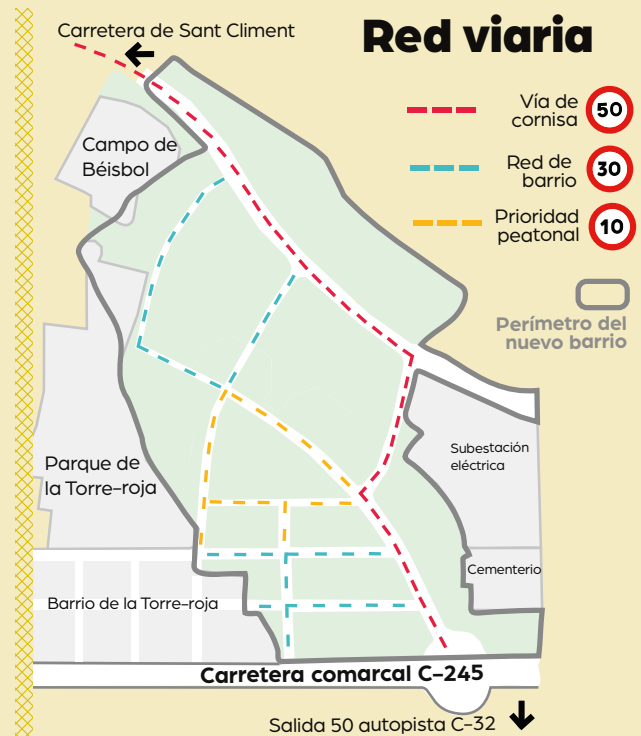 Red viaria
Carretera de Sant Climent
Vía de
cornisa
50
Red de
barrio
30
Prioridad
peatonal
10
Perímetro del
nuevo barrio
Campo de
Béisbol
Parque de
la Torre-roja
Subestación
eléctrica
Cementerio
Barrio de la Torre-roja
Carretera comarcal C-245
Salida 50 autopista C-32